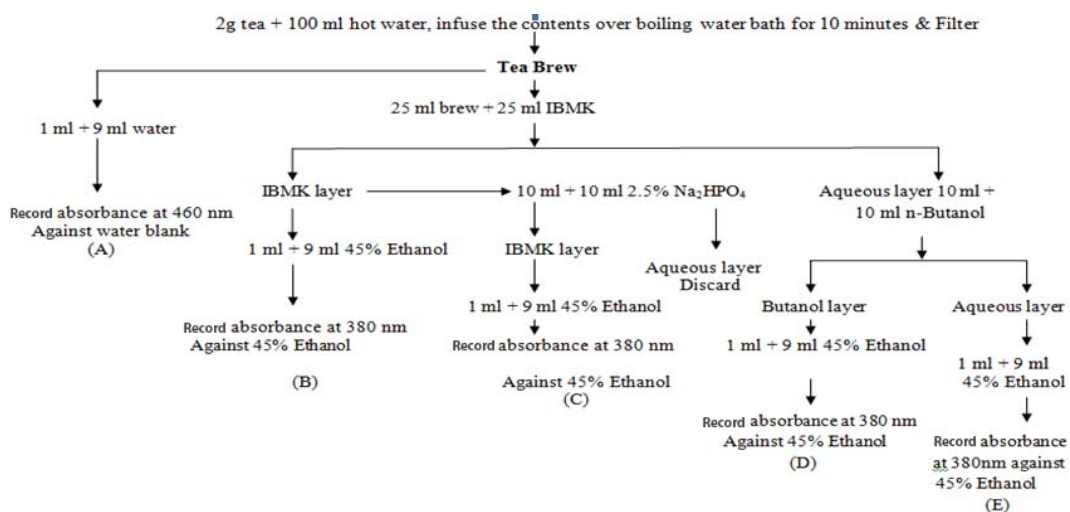 2g tea + 100 ml hot water, infuse the contents over boiling water bath for 10 minutes & Filter
Tea Brew
25 ml brew + 25 ml IBMK
1 ml + 9 ml water
Record absorbance at 460 nm
Against water blank
(A)
IBMK layer
1 ml + 9 ml 45% Ethanol
Record absorbance at 380 nm
Against 45% Ethanol
(B)
10 ml + 10 ml 2.5% Na₂HPO₄
IBMK layer
1 ml + 9 ml 45% Ethanol
Record absorbance at 380 nm
Against 45% Ethanol
(C)
Aqueous layer
Discard
Aqueous layer 10 ml +
10 ml n-Butanol
Butanol layer
1 ml + 9 ml 45% Ethanol
Record absorbance at 380 nm
Against 45% Ethanol
(D)
Aqueous layer
1 ml + 9 ml
45% Ethanol
Record absorbance
at 380nm against
45% Ethanol
(E)